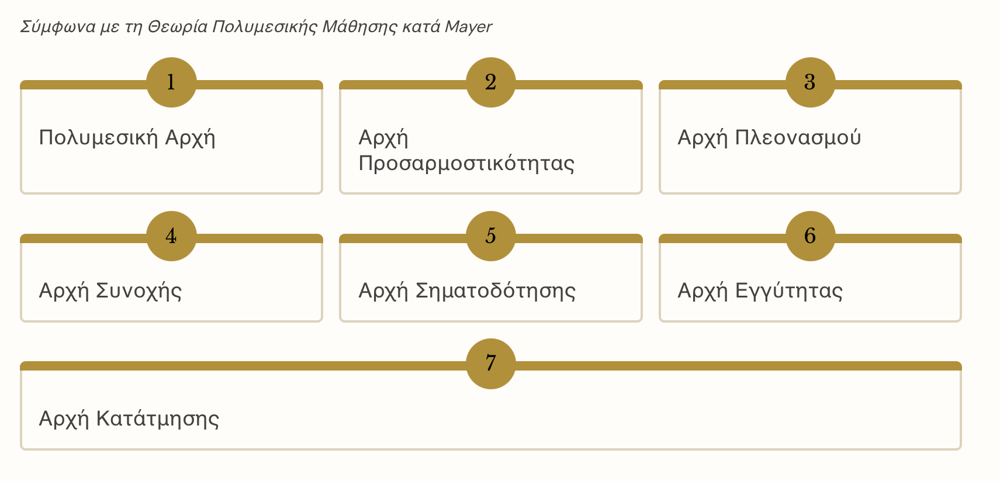 Σύμφωνα με τη Θεωρία Πολυμεσικής Μάθησης κατά Mayer
1
2
3
Πολυμεσική Αρχή
Αρχή
Προσαρμοστικότητας
Αρχή Πλεονασμού
4
5
6
Αρχή Συνοχής
Αρχή Σηματοδότησης
Αρχή Εγγύτητας
7
Αρχή Κατάτμησης